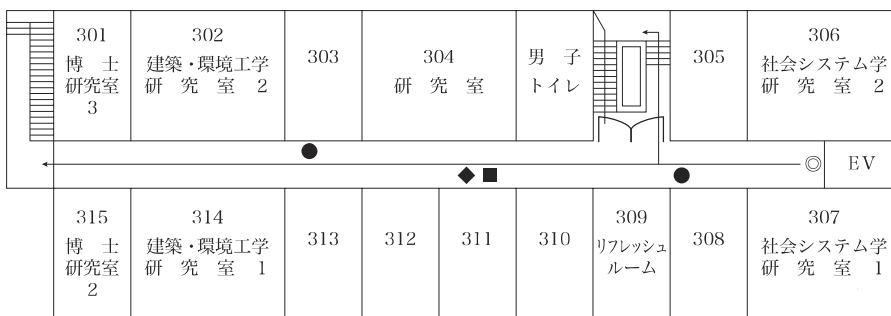 301
博士
研究室
3
302
建築・環境工学
研究室2
303
304
研究室
男子
トイレ
305
306
社会システム学
研究室2
EV
315
博士
研究室
2
314
建築・環境工学
研究室1
313
312
311
310
309
リフレッシュ
ルーム
308
307
社会システム学
研究室1